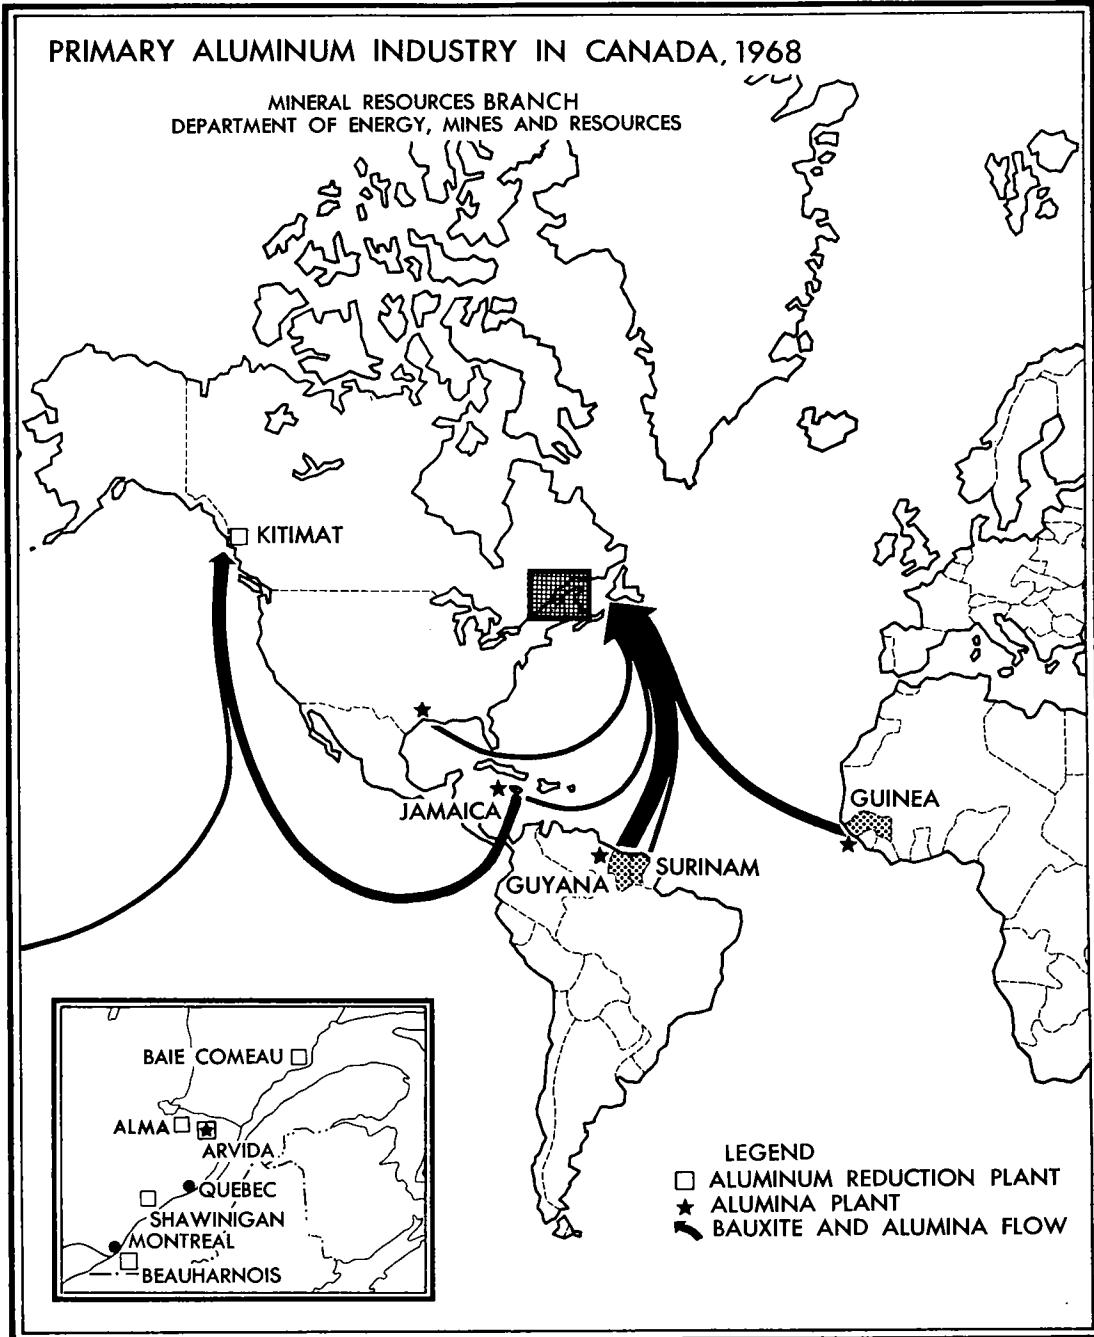 PRIMARY ALUMINUM INDUSTRY IN CANADA, 1968
MINERAL RESOURCES BRANCH
DEPARTMENT OF ENERGY, MINES AND RESOURCES
KITIMAT
JAMAICA
GUINEA
GUYANA
SURINAM
BAIE COMEAU
ALMA
ARVIDA
QUEBEC
SHAWINIGAN
MONTREAL
BEAUHARNOIS
LEGEND
ALUMINUM REDUCTION PLANT
ALUMINA PLANT
BAUXITE AND ALUMINA FLOW